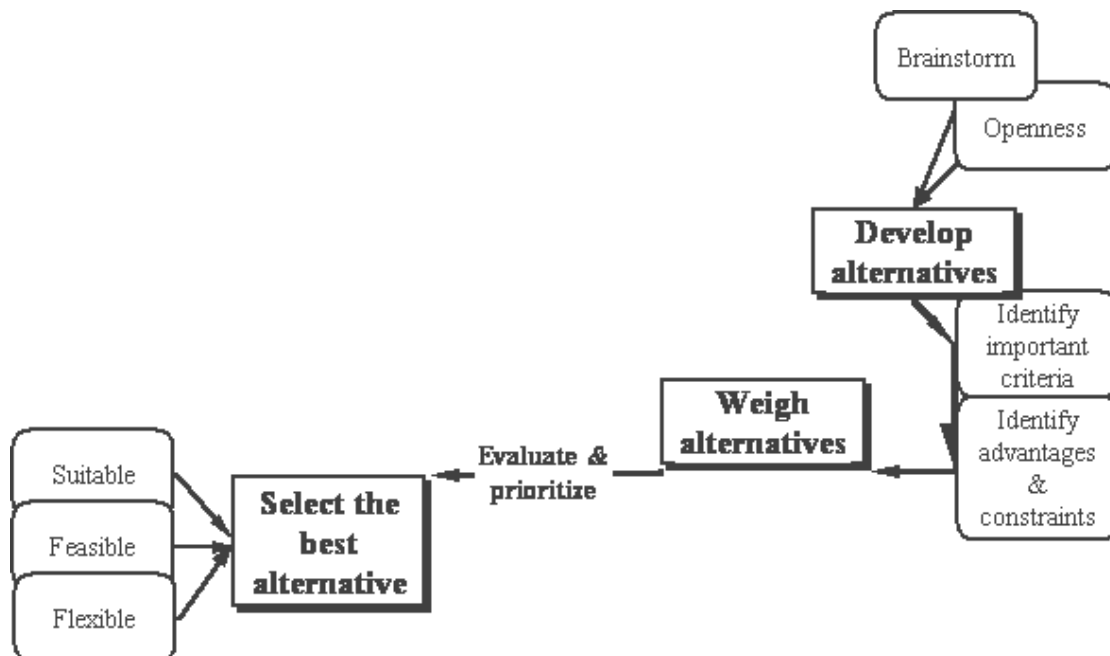 Brainstorm
Openness
Develop
alternatives
Identify
important
criteria
Weigh
alternatives
Identify
advantages
&
constraints
Evaluate &
prioritize
Suitable
Feasible
Flexible
Select the
best
alternative